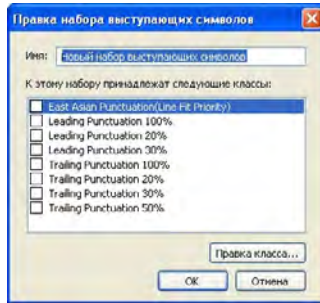 Правка набора выступающих символов
Имя: Новый набор выступающих символов
К этому набору принадлежат следующие классы:
East Asian Punctuation(Line Fit Priority)
Leading Punctuation 100%
Leading Punctuation 20%
Leading Punctuation 30%
Trailing Punctuation 100%
Trailing Punctuation 20%
Trailing Punctuation 30%
Trailing Punctuation 50%
Правка класса...
ОК Отмена